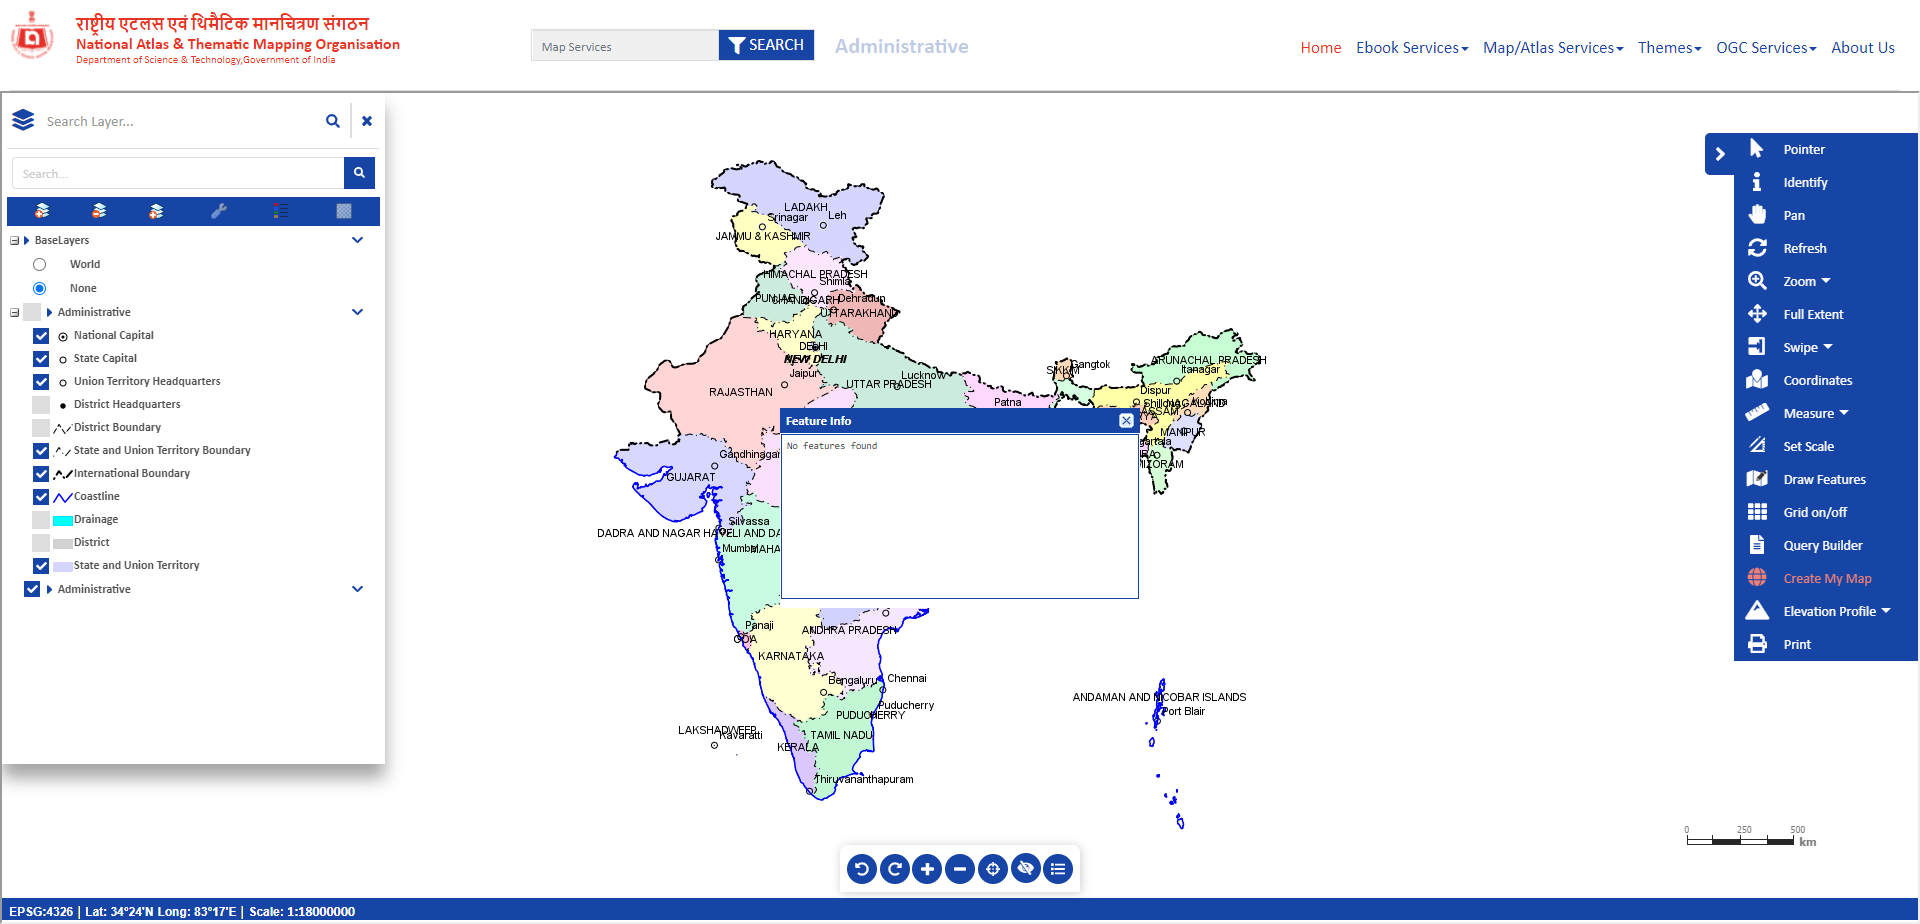 राष्ट्रीय एटलस एवं थिमैटिक मानचित्रण संगठन
National Atlas & Thematic Mapping Organisation
Department of Science & Technology,Government of India
Map Services
SEARCH
Administrative
Home
Ebook Services
Map/Atlas Services
Themes
OGC Services
About Us
Search Layer...
Search...
BaseLayers
World
None
Administrative
National Capital
State Capital
Union Territory Headquarters
District Headquarters
District Boundary
State and Union Territory Boundary
International Boundary
Coastline
Drainage
District
State and Union Territory
Administrative
LADAKH
Srinagar
Leh
JAMMU & KASHMIR
HIMACHAL PRADESH
Shimla
PUNJAB
CHANDIGARH
Dehradun
UTTARAKHAND
HARYANA
DELHI
NEW DELHI
Jaipur
Lucknow
UTTAR PRADESH
RAJASTHAN
Patna
Gangtok
SIKKIM
ARUNACHAL PRADESH
Itanagar
Dispur
Shillong
NAGALAND
Kohima
ASSAM
MANIPUR
MIZORAM
Feature Info
No features found
Gandhinagar
GUJARAT
Silvassa
DADRA AND NAGAR HAVELI AND DA
Mumbai
MAHA
Panaji
GOA
ANDHRA PRADESH
KARNATAKA
Bengaluru
Chennai
Puducherry
PUDUCHERRY
LAKSHADWEEP
Kavaratti
TAMIL NADU
KERALA
Thiruvananthapuram
ANDAMAN AND NICOBAR ISLANDS
Port Blair
Pointer
Identify
Pan
Refresh
Zoom
Full Extent
Swipe
Coordinates
Measure
Set Scale
Draw Features
Grid on/off
Query Builder
Create My Map
Elevation Profile
Print
0 250 500
km
EPSG:4326 | Lat: 34°24'N Long: 83°17'E | Scale: 1:18000000